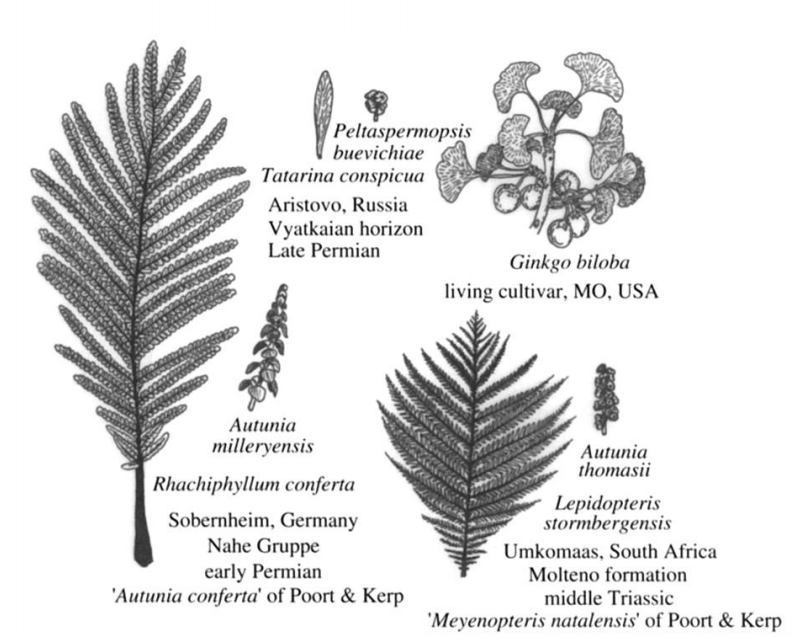 Peltaspermopsis
buevichiae
Tatarina conspicua
Aristovo, Russia
Vyatkaian horizon
Late Permian
Ginkgo biloba
living cultivar, MO, USA
Autunia
milleryensis
Rhachiphyllum conferta
Sobernheim, Germany
Nahe Gruppe
early Permian
'Autunia conferta' of Poort & Kerp
Autunia
thomasii
Lepidopteris
stormbergensis
Umkomaas, South Africa
Molteno formation
middle Triassic
'Meyenopteris natalensis' of Poort & Kerp